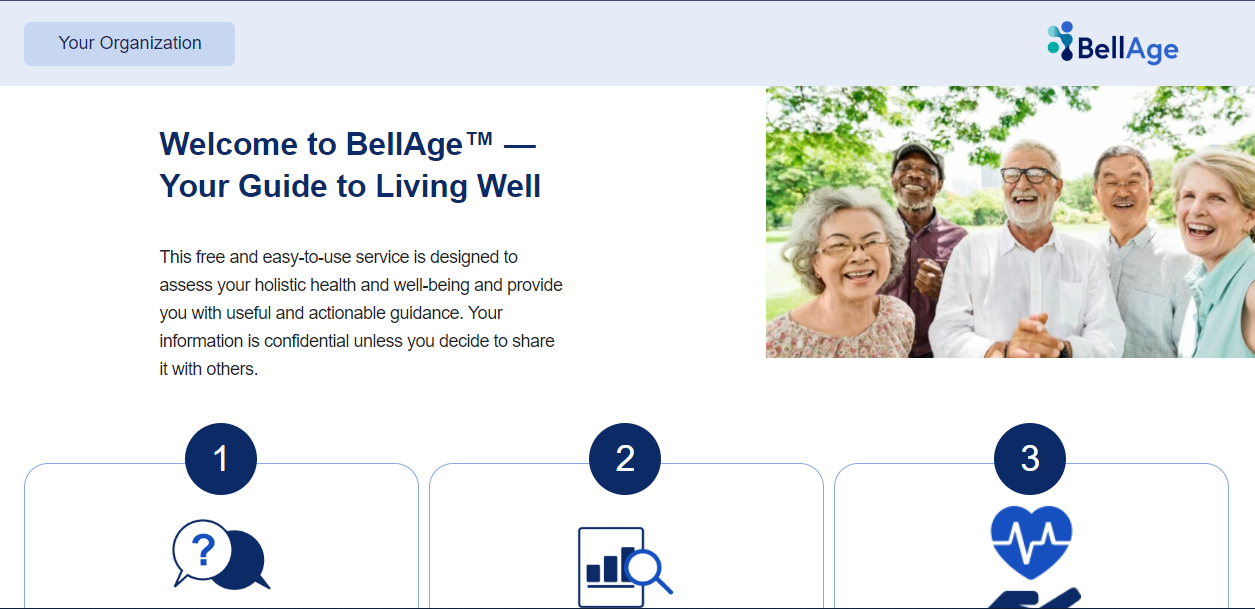 Your Organization
BellAge
Welcome to BellAge™ —
Your Guide to Living Well
This free and easy-to-use service is designed to
assess your holistic health and well-being and provide
you with useful and actionable guidance. Your
information is confidential unless you decide to share
it with others.
1
2
3
?